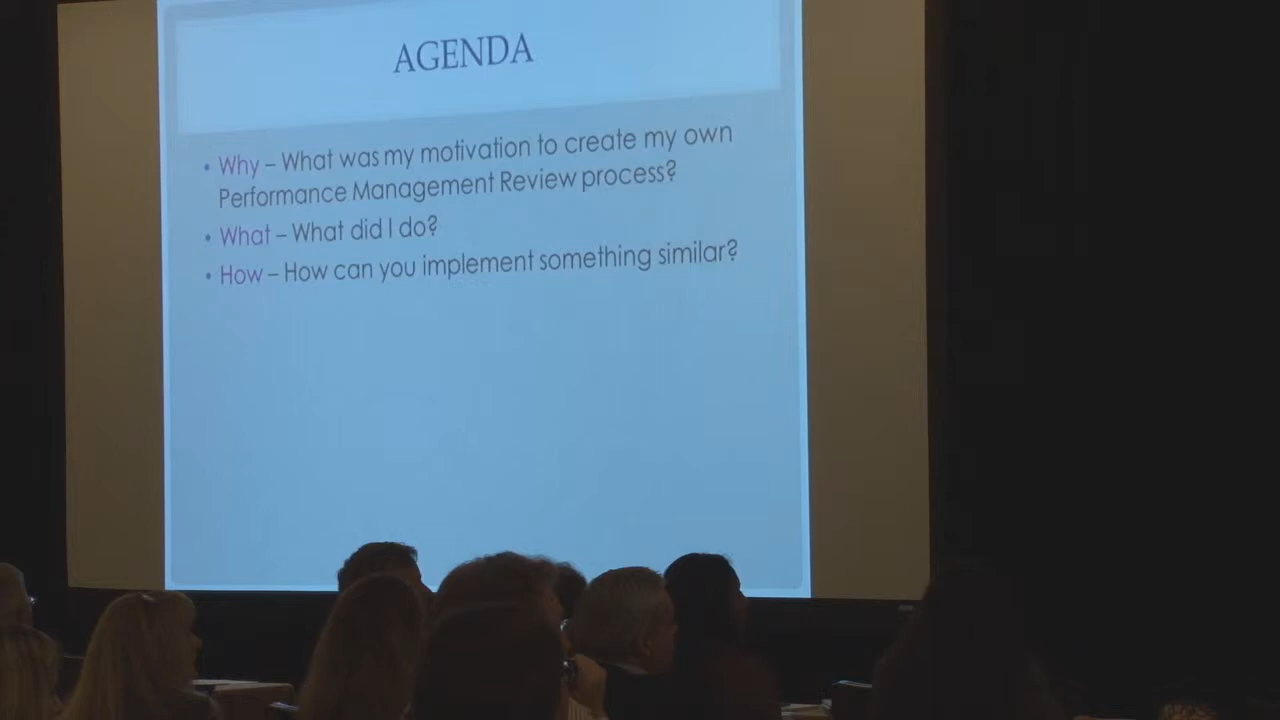 AGENDA
• Why – What was my motivation to create my own
Performance Management Review process?
• What – What did I do?
• How – How can you implement something similar?